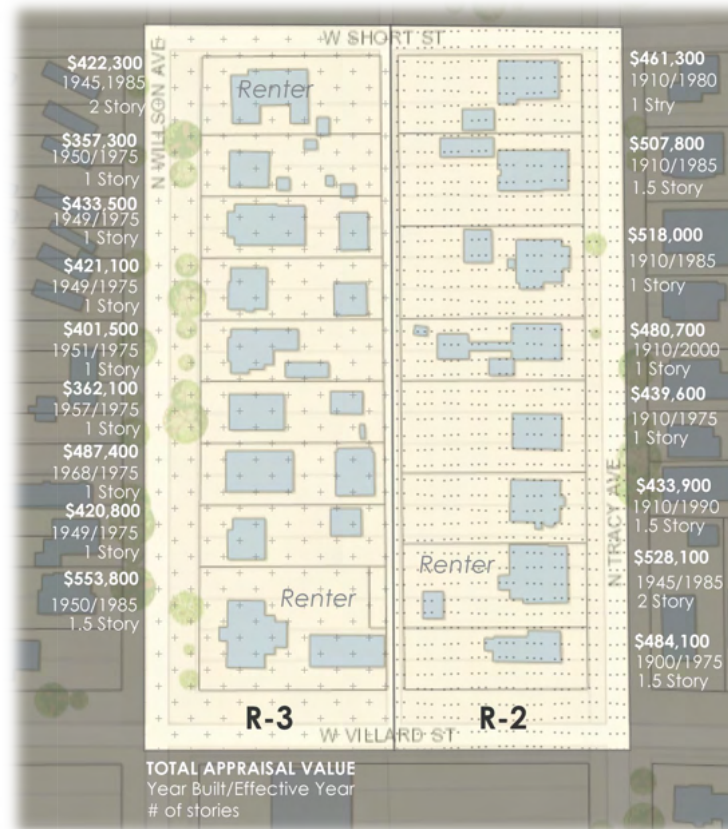 W SHORT ST
N WILLSON AVE
$422,300
1945,1985
2 Story
$357,300
1950/1975
1 Story
$433,500
1949/1975
1 Story
$421,100
1949/1975
1 Story
$401,500
1951/1975
1 Story
$362,100
1957/1975
1 Story
$487,400
1968/1975
1 Story
$420,800
1949/1975
1 Story
$553,800
1950/1985
1.5 Story
Renter
Renter
R-3
Renter
R-2
$461,300
1910/1980
1 Stry
$507,800
1910/1985
1.5 Story
$518,000
1910/1985
1 Story
$480,700
1910/2000
1 Story
$439,600
1910/1975
1 Story
$433,900
1910/1990
1.5 Story
$528,100
1945/1985
2 Story
$484,100
1900/1975
1.5 Story
N TRACY AVE
W VILLARD ST
TOTAL APPRAISAL VALUE
Year Built/Effective Year
# of stories